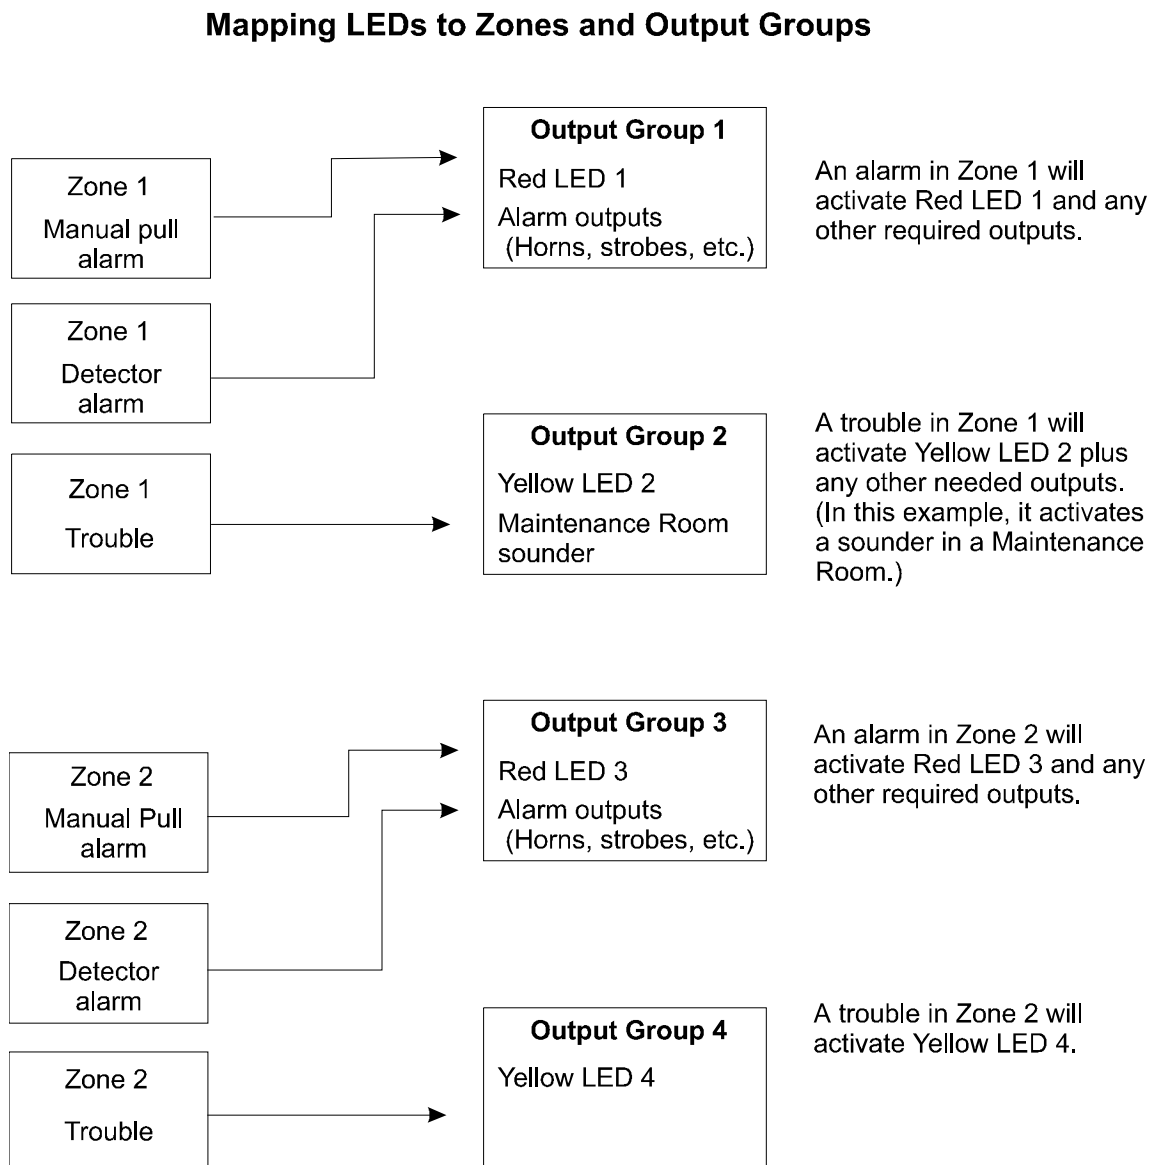 Mapping LEDs to Zones and Output Groups
Zone 1
Manual pull
alarm
Output Group 1
Red LED 1
Alarm outputs
(Horns, strobes, etc.)
An alarm in Zone 1 will
activate Red LED 1 and any
other required outputs.
Zone 1
Detector
alarm
Zone 1
Trouble
Output Group 2
Yellow LED 2
Maintenance Room
sounder
A trouble in Zone 1 will
activate Yellow LED 2 plus
any other needed outputs.
(In this example, it activates
a sounder in a Maintenance
Room.)
Zone 2
Manual Pull
alarm
Output Group 3
Red LED 3
Alarm outputs
(Horns, strobes, etc.)
An alarm in Zone 2 will
activate Red LED 3 and any
other required outputs.
Zone 2
Detector
alarm
Zone 2
Trouble
Output Group 4
Yellow LED 4
A trouble in Zone 2 will
activate Yellow LED 4.